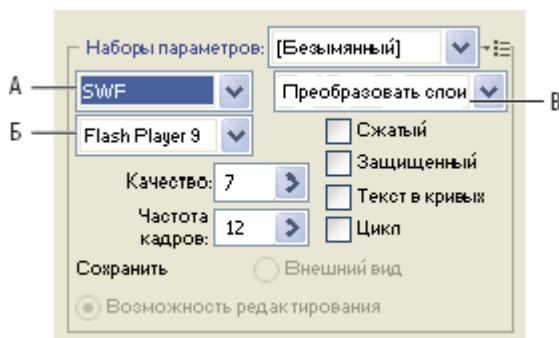 Наборы параметров: [Безымянный]
А SWF Преобразовать слои В
Б Flash Player 9 Сжатый
Защищенный
Качество: 7
Текст в кривых
Частота кадров: 12 Цикл
Сохранить Внешний вид
Возможность редактирования